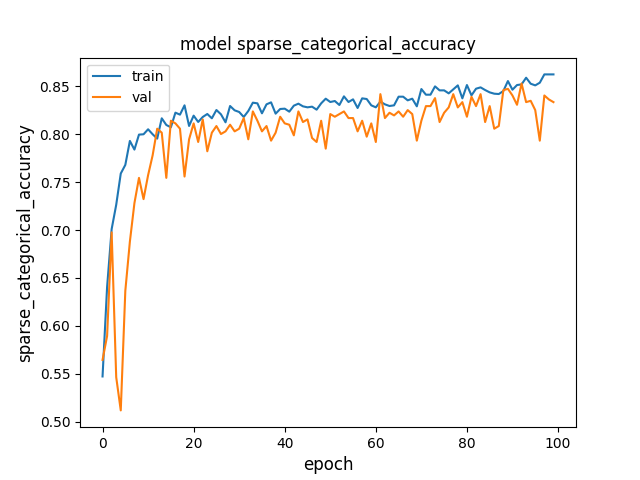 model sparse_categorical_accuracy
train
val
sparse_categorical_accuracy
0.85
0.80
0.75
0.70
0.65
0.60
0.55
0.50
0 20 40 60 80 100
epoch